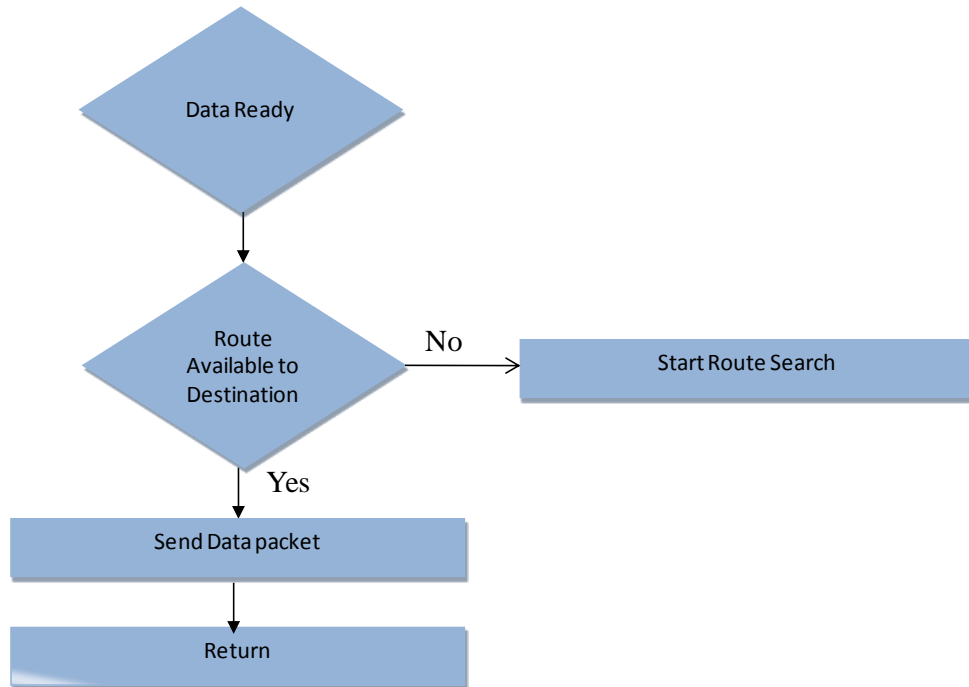 Data Ready
Route
Available to
Destination
No
Start Route Search
Yes
Send Data packet
Return